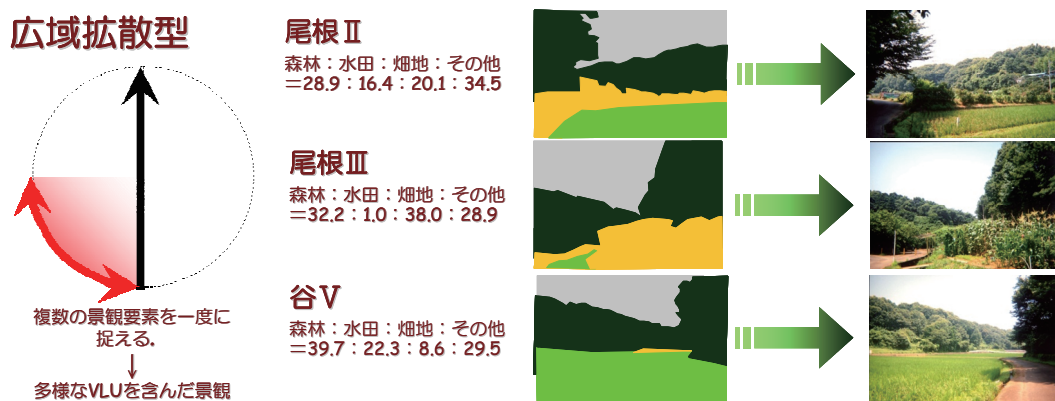 広域拡散型
複数の景観要素を一度に
捉える。
↓
多様なVLUを含んだ景観
尾根Ⅱ
森林：水田：畑地：その他
＝28.9：16.4：20.1：34.5
尾根Ⅲ
森林：水田：畑地：その他
＝32.2：1.0：38.0：28.9
谷Ⅴ
森林：水田：畑地：その他
＝39.7：22.3：8.6：29.5